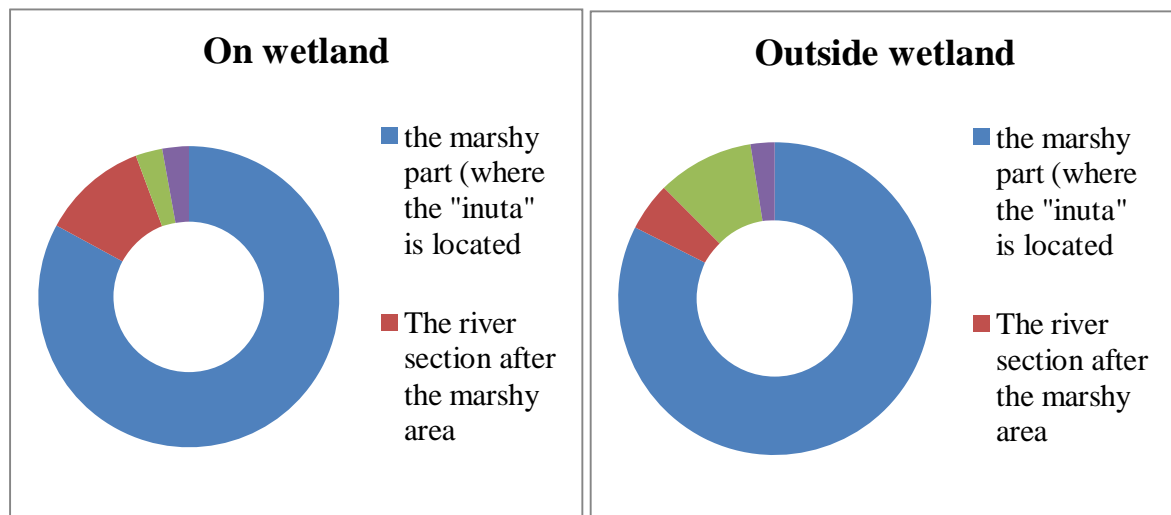 On wetland
the marshy
part (where
the "inuta"
is located
The river
section after
the marshy
area
Outside wetland
the marshy
part (where
the "inuta"
is located
The river
section after
the marshy
area